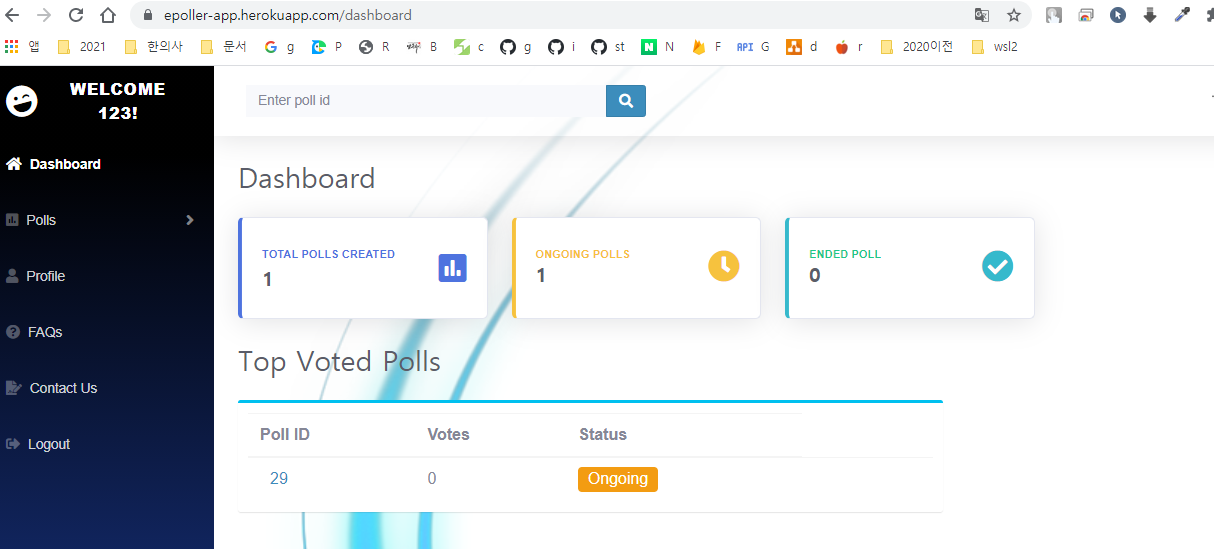 epoller-app.herokuapp.com/dashboard
앱 2021 한의사 문서 g P R B c g i st N F API G d r 2020이전 wsl2
WELCOME
123!
Enter poll id
Dashboard
Polls
Profile
FAQs
Contact Us
Logout
Dashboard
TOTAL POLLS CREATED
1
ONGOING POLLS
1
ENDED POLL
0
Top Voted Polls
Poll ID Votes Status
29 0 Ongoing